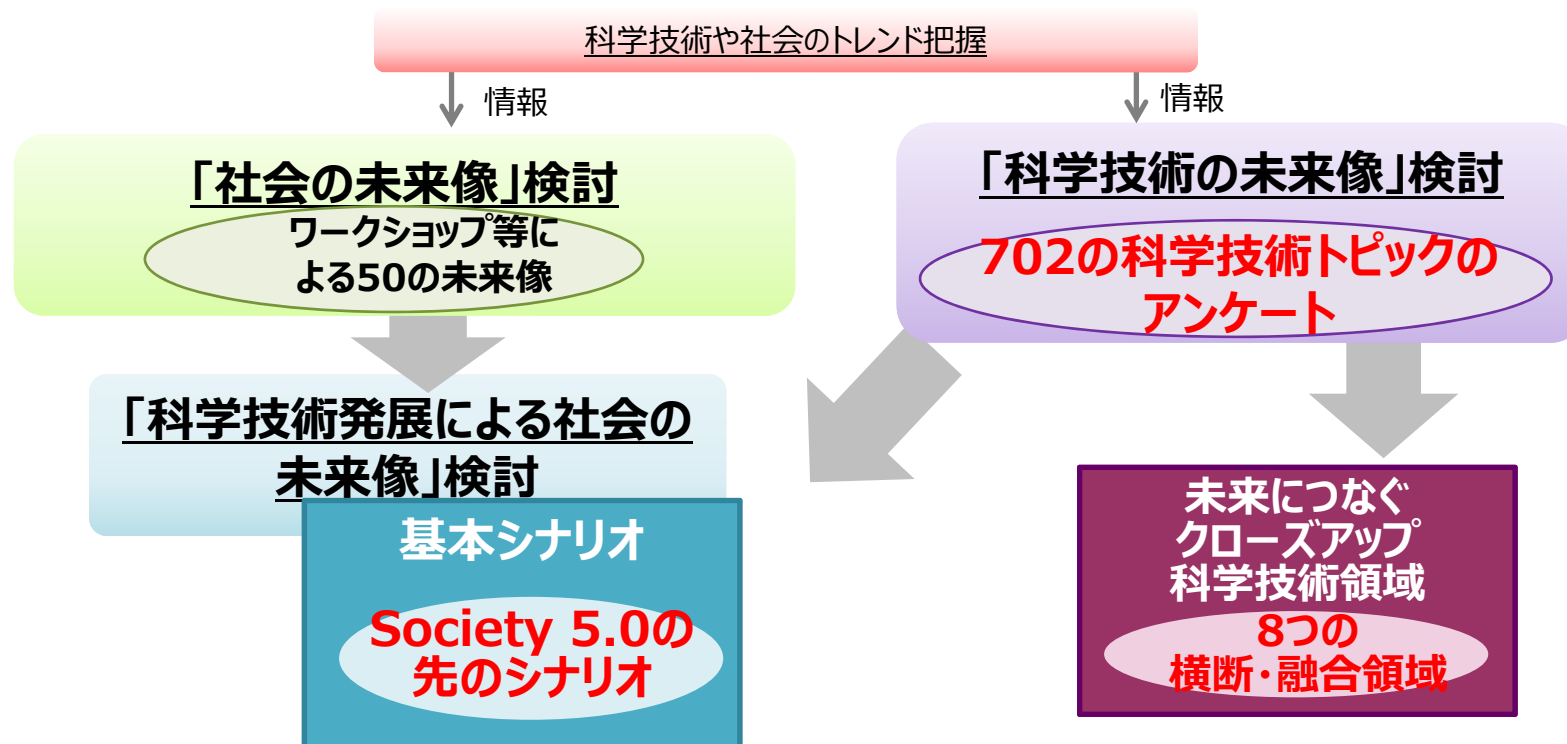 科学技術や社会のトレンド把握
情報
情報
「社会の未来像」検討
ワークショップ等に
よる50の未来像
「科学技術の未来像」検討
702の科学技術トピックの
アンケート
「科学技術発展による社会の
未来像」検討
基本シナリオ
Society 5.0の
先のシナリオ
未来につなぐ
クローズアップ
科学技術領域
8つの
横断・融合領域